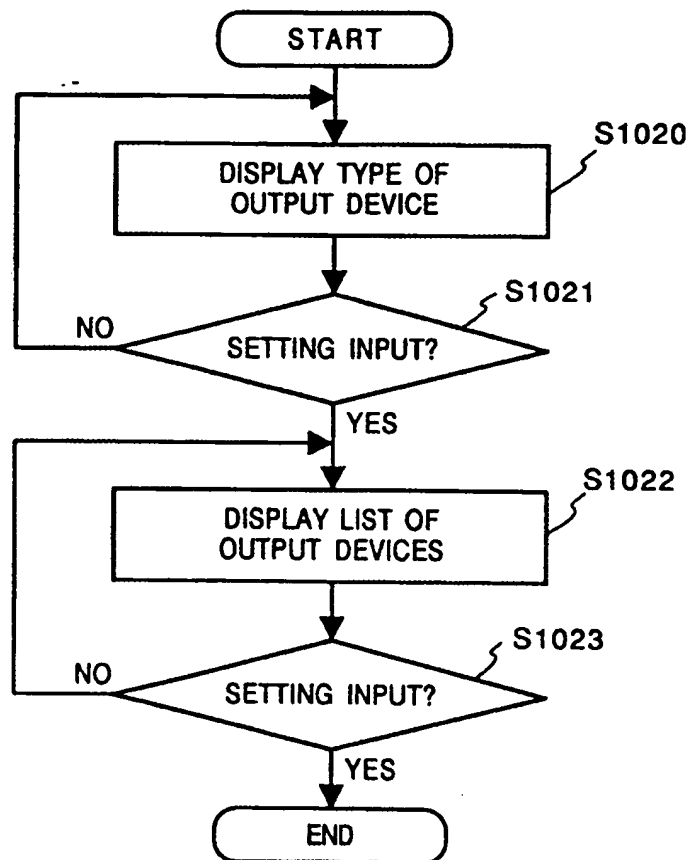 START
S1020
DISPLAY TYPE OF
OUTPUT DEVICE
S1021
NO
SETTING INPUT?
YES
S1022
DISPLAY LIST OF
OUTPUT DEVICES
S1023
NO
SETTING INPUT?
YES
END